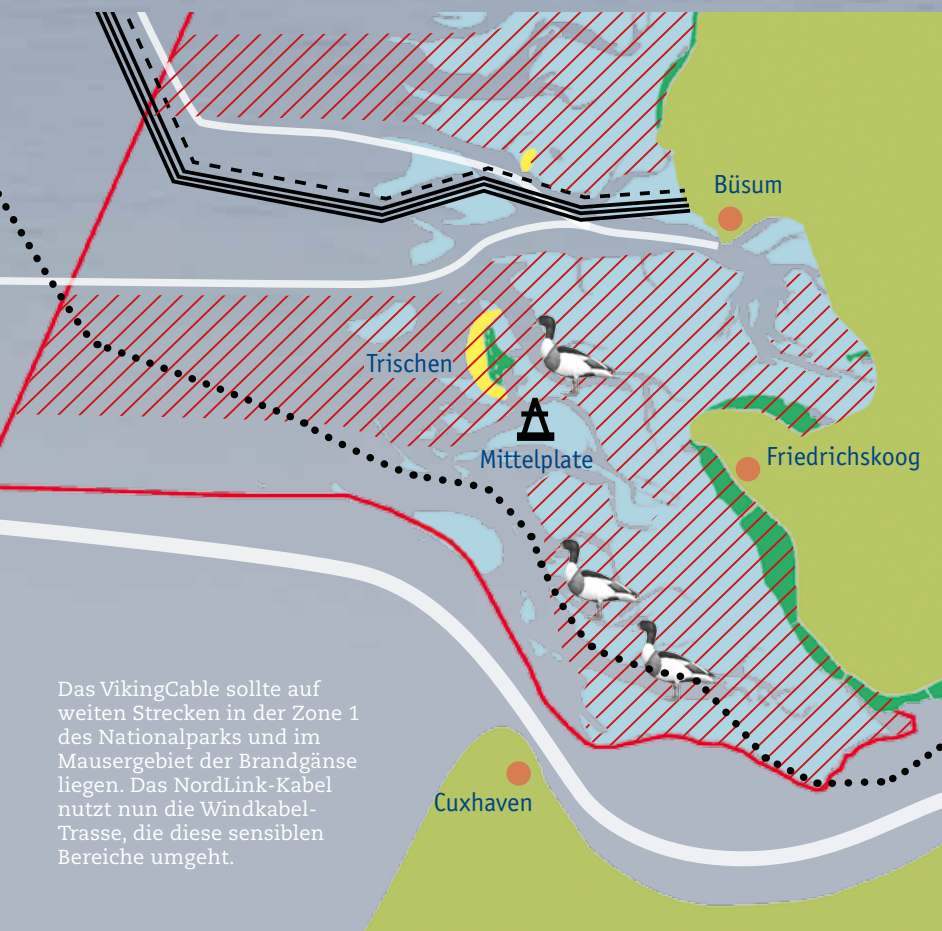 Büsum
Trischen
Mittelplate
Friedrichskoog
Das VikingCable sollte auf
weiten Strecken in der Zone 1
des Nationalparks und im
Mausergebiet der Brandgänse
liegen. Das NordLink-Kabel
nutzt nun die Windkabel-
Trasse, die diese sensiblen
Bereiche umgeht.
Cuxhaven